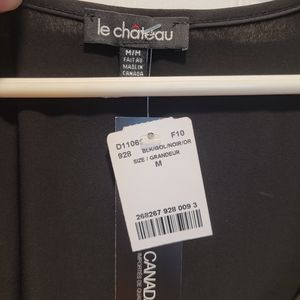 le château
M/M
FAIT AU
MADE IN
CANADA
F10
928 BLK/GOL/NOIR/OR
SIZE / GRANDEUR
M
268267 928 009 3
CANAD